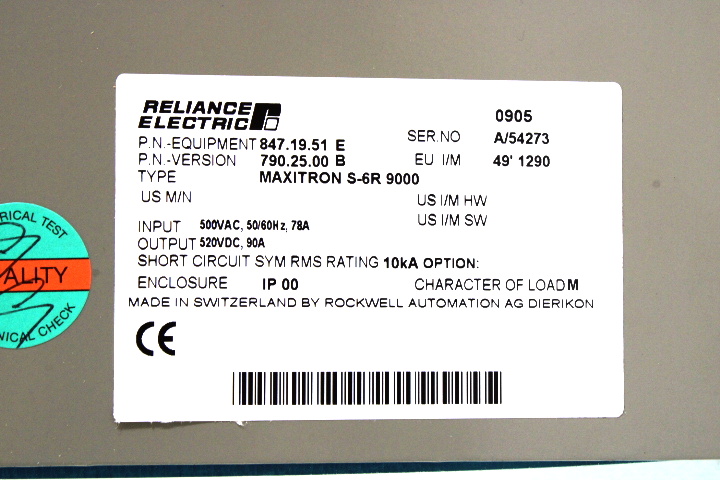 RELIANCE
ELECTRIC
0905
P.N.-EQUIPMENT 847.19.51 E SER.NO A/54273
P.N.-VERSION 790.25.00 B EU I/M 49' 1290
TYPE MAXITRON S-6R 9000
US M/N US I/M HW
US I/M SW
INPUT 500VAC, 50/60Hz, 78A
OUTPUT 520VDC, 90A
SHORT CIRCUIT SYM RMS RATING 10kA OPTION:
ENCLOSURE IP 00 CHARACTER OF LOAD M
MADE IN SWITZERLAND BY ROCKWELL AUTOMATION AG DIERIKON
CE
RICAL TEST
ALITY
NICAL CHECK